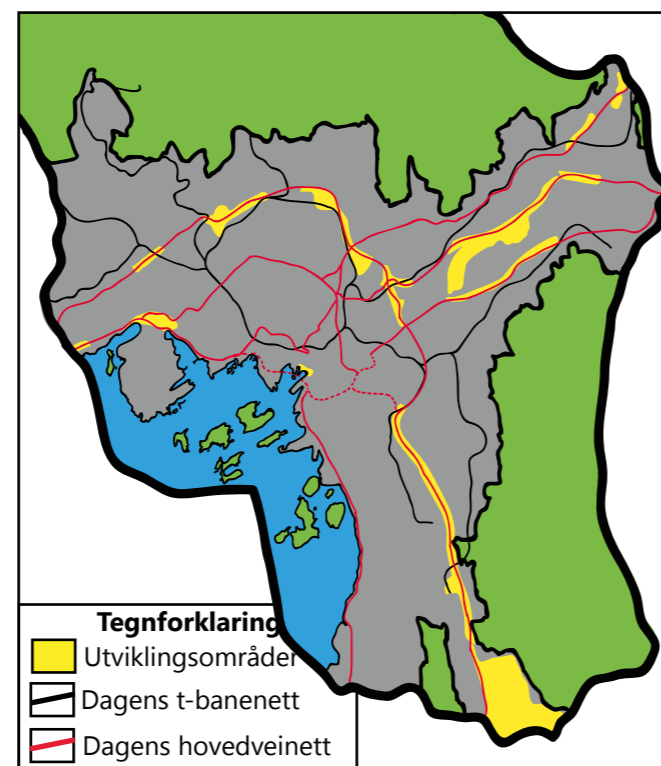 Tegnforklaring
Utviklingsområder
Dagens t-banenett
Dagens hovedveinett